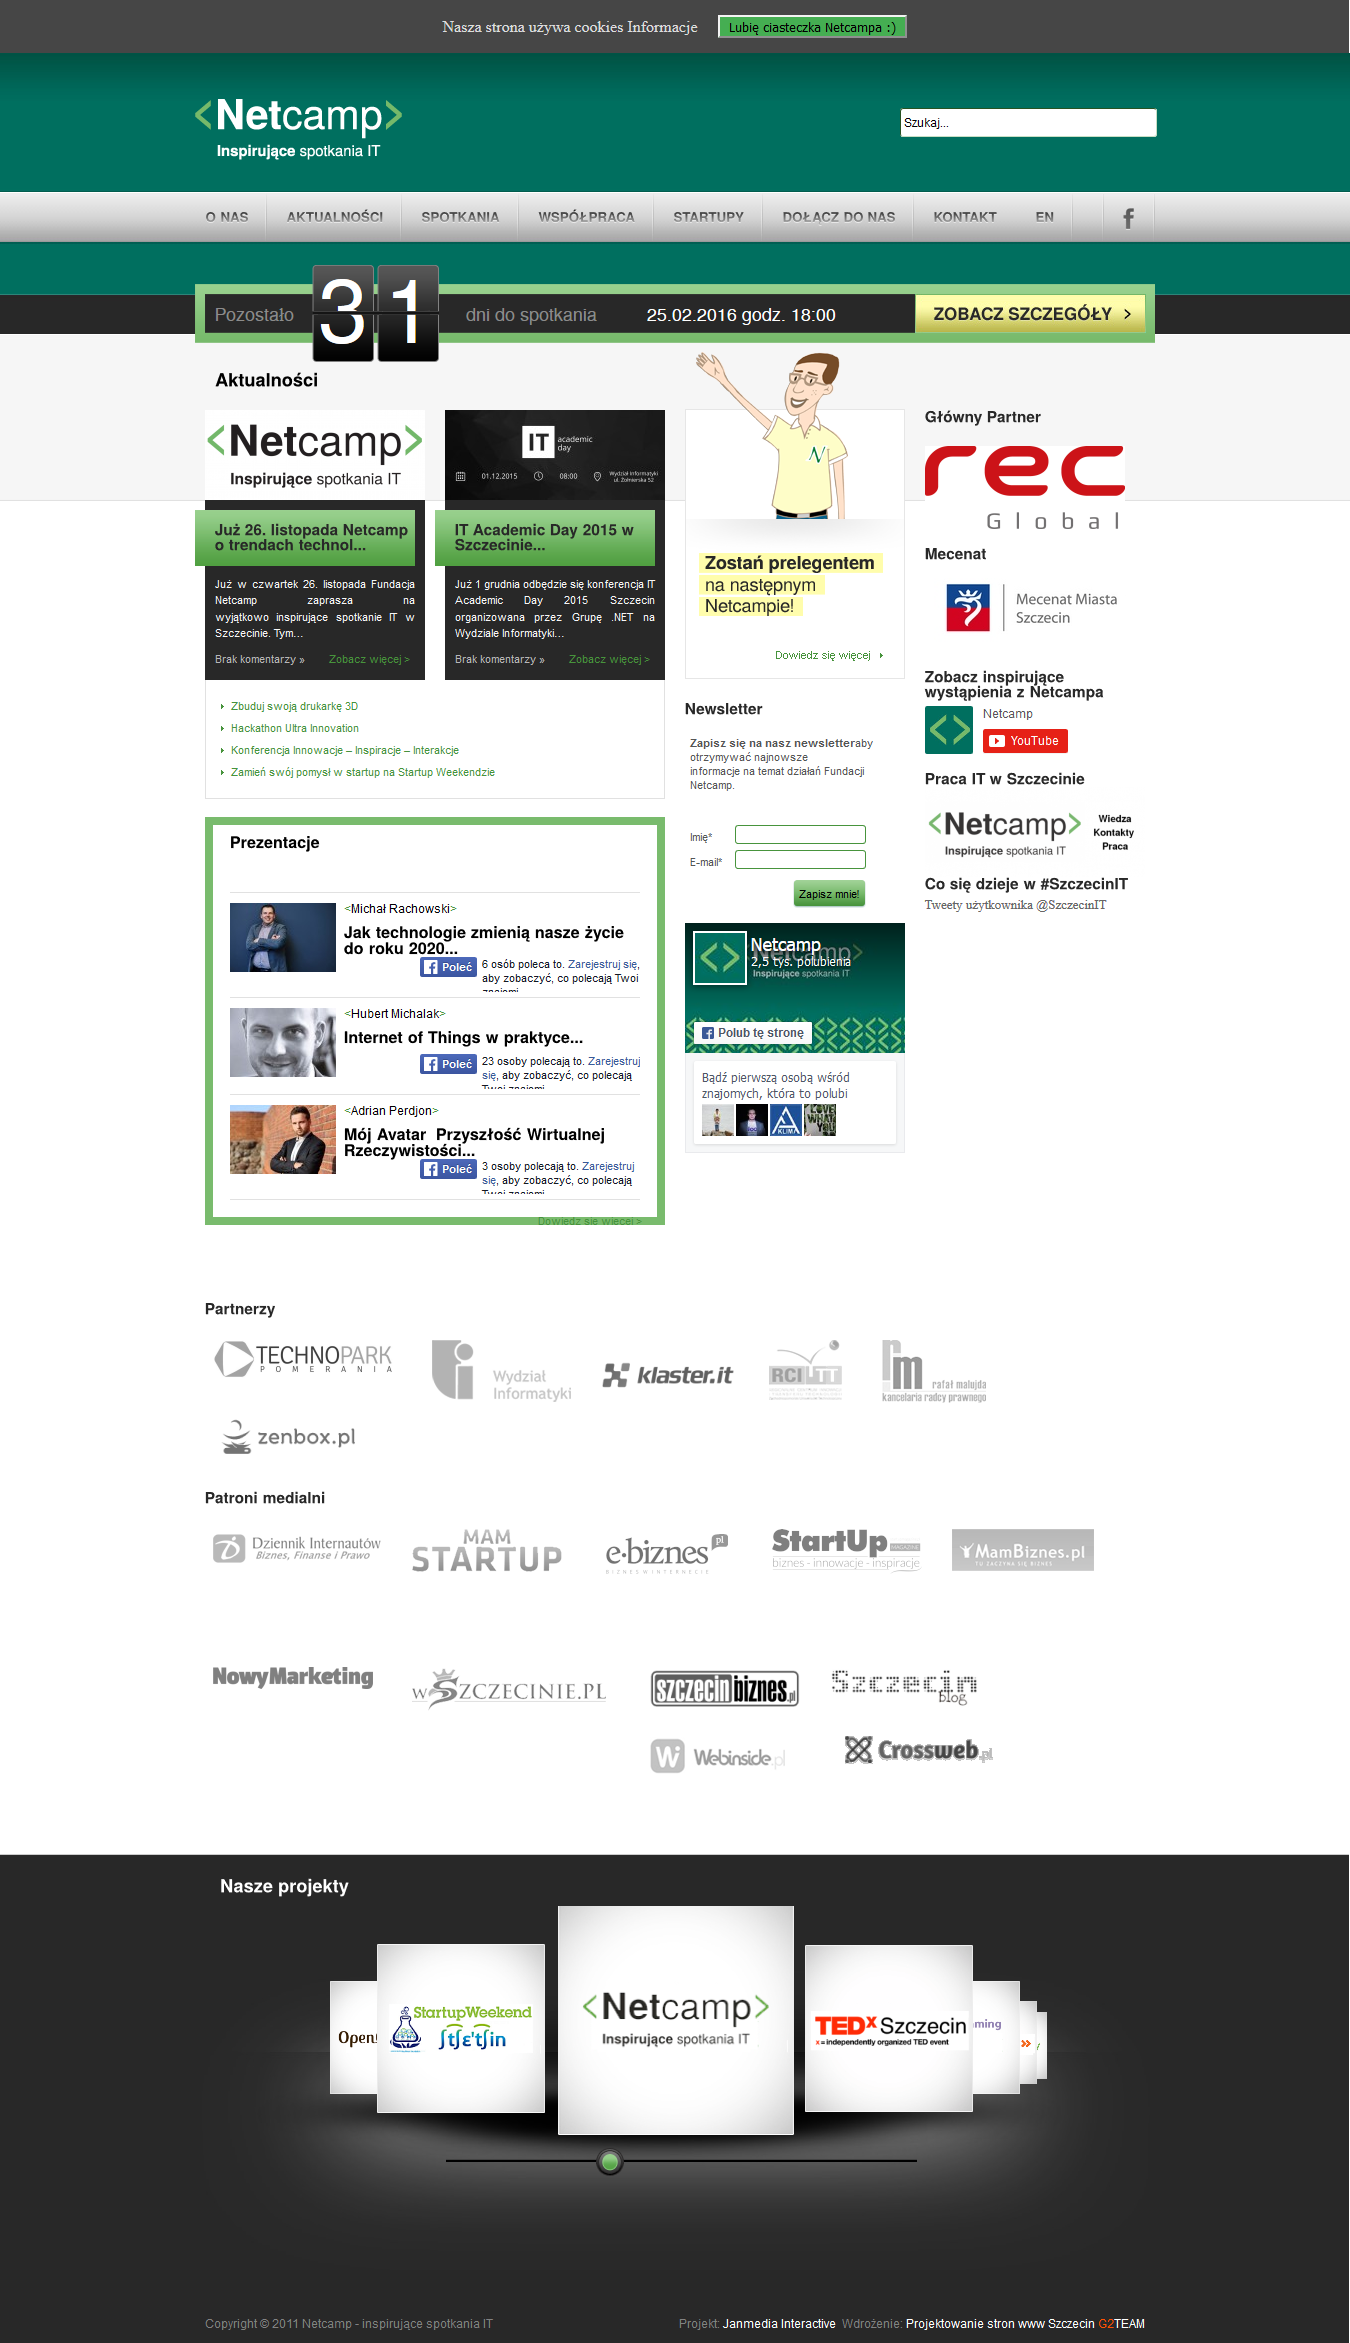 Nasza strona używa cookies Informacje
Lubię ciasteczka Netcampa :)
<Netcamp>
Inspirujące spotkania IT
Szukaj...
O NAS
AKTUALNOŚCI
SPOTKANIA
WSPÓŁPRACA
STARTUPY
DOŁĄCZ DO NAS
KONTAKT
EN
f
Pozostało
31
dni do spotkania
25.02.2016 godz. 18:00
ZOBACZ SZCZEGÓŁY >
Aktualności
<Netcamp>
Inspirujące spotkania IT
Już 26. listopada Netcamp
o trendach technol...
Już w czwartek 26. listopada Fundacja
Netcamp zaprasza na
wyjątkowo inspirujące spotkanie IT w
Szczecinie. Tym...
Brak komentarzy »
Zobacz więcej >
IT academic
day
01.12.2015
08:00
Wydział Informatyki
ul. Żołnierska 52
IT Academic Day 2015 w
Szczecinie...
Już 1 grudnia odbędzie się konferencja IT
Academic Day 2015 Szczecin
organizowana przez Grupę .NET na
Wydziale Informatyki...
Brak komentarzy »
Zobacz więcej >
Zbuduj swoją drukarkę 3D
Hackathon Ultra Innovation
Konferencja Innowacje – Inspiracje – Interakcje
Zamień swój pomysł w startup na Startup Weekendzie
Prezentacje
<Michał Rachowski>
Jak technologie zmienią nasze życie
do roku 2020...
Poleć
6 osób poleca to. Zarejestruj się,
aby zobaczyć, co polecają Twoi
<Hubert Michalak>
Internet of Things w praktyce...
Poleć
23 osoby polecają to. Zarejestruj
się, aby zobaczyć, co polecają
<Adrian Perdjon>
Mój Avatar  Przyszłość Wirtualnej
Rzeczywistości...
Poleć
3 osoby polecają to. Zarejestruj
się, aby zobaczyć, co polecają
Dowiedz się więcej >
Zostań prelegentem
na następnym
Netcampie!
Dowiedz się więcej
Newsletter
Zapisz się na nasz newsletteraby
otrzymywać najnowsze
informacje na temat działań Fundacji
Netcamp.
Imię*
E-mail*
Zapisz mnie!
Netcamp
2,5 tys. polubienia
Inspirujące spotkania IT
Polub tę stronę
Bądź pierwszą osobą wśród
znajomych, która to polubi
Główny Partner
rec
Global
Mecenat
Mecenat Miasta
Szczecin
Zobacz inspirujące
wystąpienia z Netcampa
Netcamp
YouTube
Praca IT w Szczecinie
<Netcamp>
Inspirujące spotkania IT
Wiedza
Kontakty
Praca
Co się dzieje w #SzczecinIT
Tweety użytkownika @SzczecinIT
Partnerzy
TECHNOPARK
POMERANIA
Wydział
Informatyki
klaster.it
RCIiTT
rm
rafał malujda
kancelaria radcy prawnego
zenbox.pl
Patroni medialni
Dziennik Internautów
Biznes, Finanse i Prawo
MAM
STARTUP
e-biznes pl
BIZNES W INTERNECIE
StartUp
MAGAZINE
biznes - innowacje - inspiracje
MamBiznes.pl
TU ZACZYNA SIĘ BIZNES
NowyMarketing
wSZCZECINIE.PL
szczecinbiznes.pl
Szczecin
blog
Webinside.pl
Crossweb.pl
Nasze projekty
Open
StartupWeekend
ʃtʃɛ'tʃin
<Netcamp>
Inspirujące spotkania IT
TEDx Szczecin
x = independently organized TED event
ming
»
Copyright © 2011 Netcamp - inspirujące spotkania IT
Projekt: Janmedia Interactive  Wdrożenie: Projektowanie stron www Szczecin G2TEAM